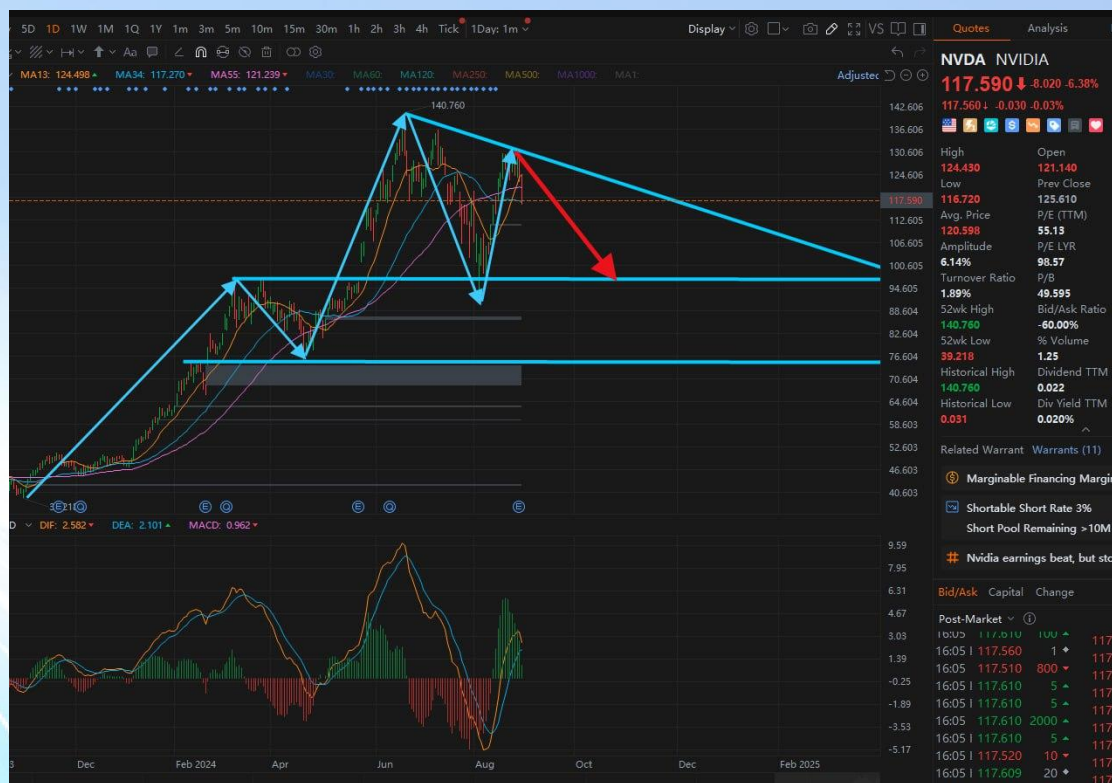 5D 1D 1W 1M 1Q 1Y 1m 3m 5m 10m 15m 30m 1h 2h 3h 4h Tick 1Day: 1m
Display
VS
Aa
MA13: 124.498 MA34: 117.270 MA55: 121.239 MA30: MA60: MA120: MA250: MA500: MA1000: MA1
Adjusted
140.760
142.606
136.606
130.606
124.606
117.590
112.605
106.605
100.605
94.605
88.604
82.604
76.604
70.604
64.604
58.603
52.603
46.603
40.603
E Q E Q E Q E
D DIF: 2.582 DEA: 2.101 MACD: 0.962
9.59
7.95
6.31
4.67
3.03
1.39
-0.25
-1.89
-3.53
-5.17
3 Dec Feb 2024 Apr Jun Aug Oct Dec Feb 2025
Quotes Analysis
NVDA NVIDIA
117.590 -8.020 -6.38%
117.560 -0.030 -0.03%
High Open
124.430 121.140
Low Prev Close
116.720 125.610
Avg. Price P/E (TTM)
120.598 55.13
Amplitude P/E LYR
6.14% 98.57
Turnover Ratio P/B
1.89% 49.595
52wk High Bid/Ask Ratio
140.760 -60.00%
52wk Low % Volume
39.218 1.25
Historical High Dividend TTM
140.760 0.022
Historical Low Div Yield TTM
0.031 0.020%
Related Warrant Warrants (11)
Marginable Financing Margin
Shortable Short Rate 3%
Short Pool Remaining >10M
Nvidia earnings beat, but sto
Bid/Ask Capital Change
Post-Market
16:05 117.610 100
16:05 I 117.560 1
16:05 117.510 800
16:05 I 117.610 5
16:05 I 117.610 5
16:05 117.610 2000
16:05 I 117.610 5
16:05 I 117.520 10
16:05 I 117.609 20